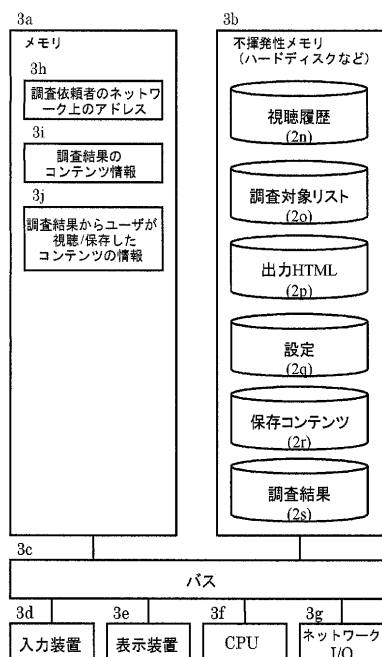 3a
メモリ
3h
調査依頼者のネットワ
ーク上のアドレス
3i
調査結果の
コンテンツ情報
3j
調査結果からユーザが
視聴/保存した
コンテンツの情報
3b
不揮発性メモリ
(ハードディスクなど)
視聴履歴
(2n)
調査対象リスト
(2o)
出力HTML
(2p)
設定
(2q)
保存コンテンツ
(2r)
調査結果
(2s)
3c
バス
3d
入力装置
3e
表示装置
3f
CPU
3g
ネットワーク
I/O